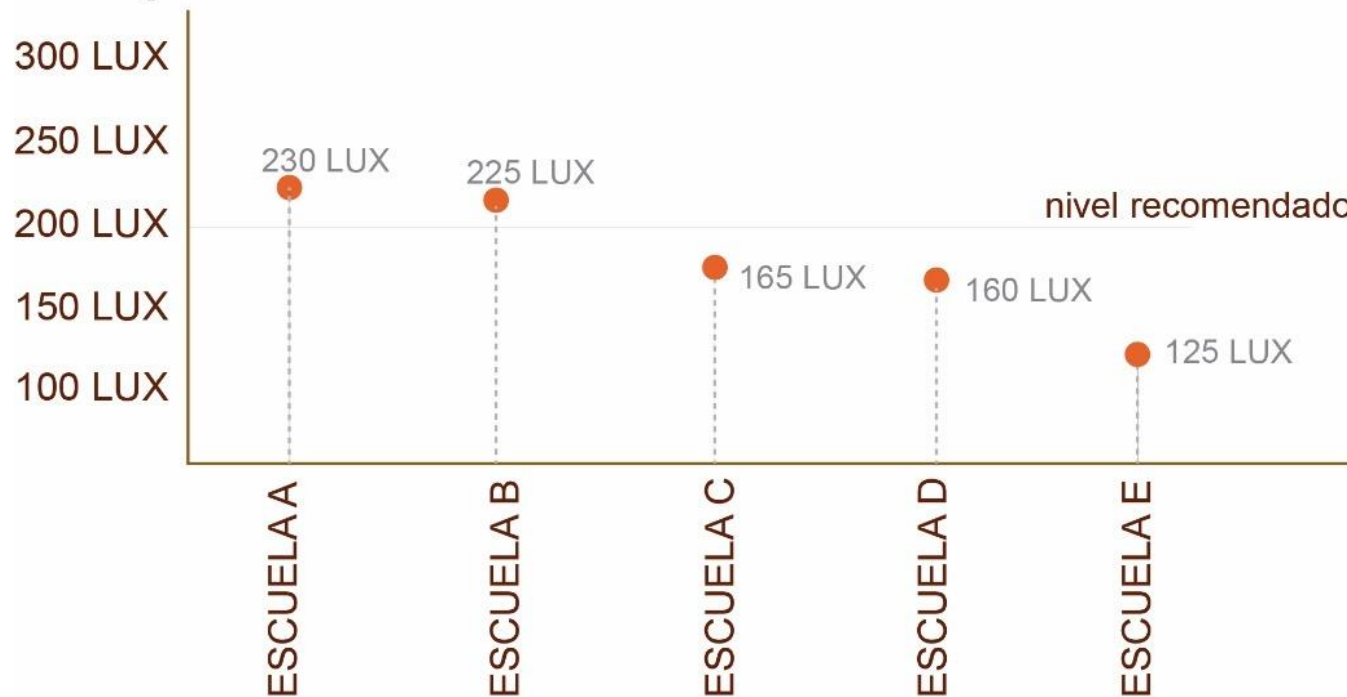 300 LUX
250 LUX
200 LUX
150 LUX
100 LUX
230 LUX
225 LUX
165 LUX
160 LUX
125 LUX
nivel recomendado
ESCUELA A
ESCUELA B
ESCUELA C
ESCUELA D
ESCUELA E